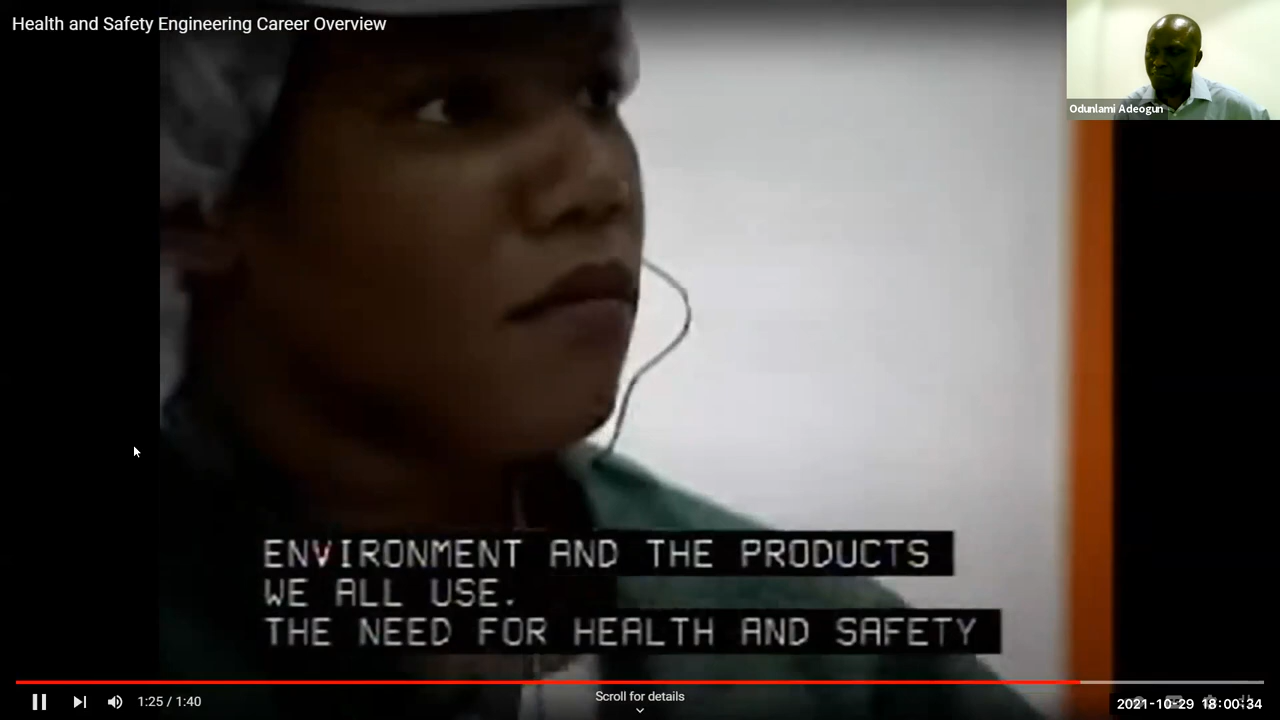 Health and Safety Engineering Career Overview
Odunlami Adeogun
ENVIRONMENT AND THE PRODUCTS
WE ALL USE.
THE NEED FOR HEALTH AND SAFETY
1:25 / 1:40
Scroll for details
2021-10-29 18:00:34